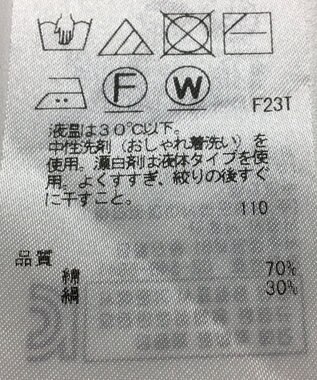 F
W
F23T
液温は30℃以下。
中性洗剤（おしゃれ着洗い）を
使用。漂白剤は液体タイプを使
用。よくすすぎ、絞りの後すぐ
に干すこと。
110
品質
綿 70%
絹 30%